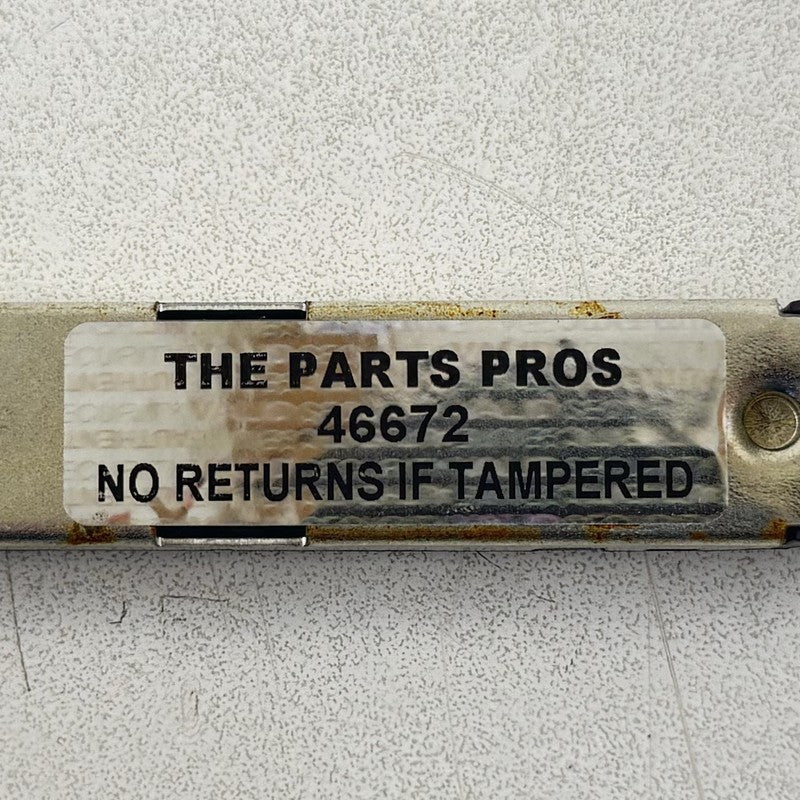 THE PARTS PROS
46672
NO RETURNS IF TAMPERED